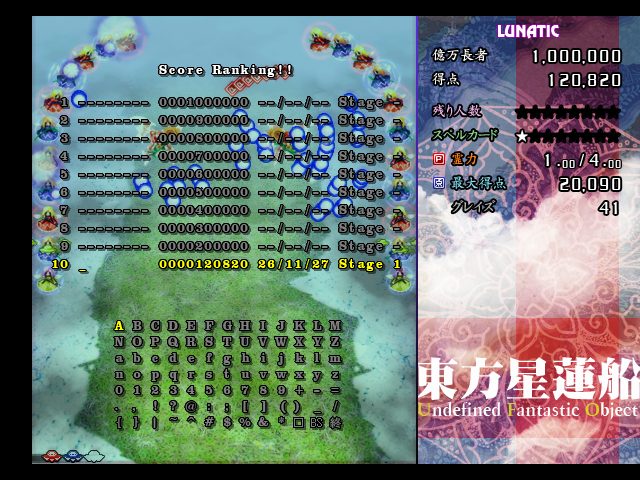 Score Ranking!!
1 -------- 0001000000 --/--/-- Stage -
2 -------- 0000900000 --/--/-- Stage -
3 -------- 0000800000 --/--/-- Stage -
4 -------- 0000700000 --/--/-- Stage -
5 -------- 0000600000 --/--/-- Stage -
6 -------- 0000500000 --/--/-- Stage -
7 -------- 0000400000 --/--/-- Stage -
8 -------- 0000300000 --/--/-- Stage -
9 -------- 0000200000 --/--/-- Stage -
10 _ 0000120820 26/11/27 Stage 1
A B C D E F G H I J K L M
N O P Q R S T U V W X Y Z
a b c d e f g h i j k l m
n o p q r s t u v w x y z
0 1 2 3 4 5 6 7 8 9 + - =
. , ! ? @ : ; [ ] ( ) _ /
{ } | ~ ^ # $ % & * □ BS 終
LUNATIC
億万長者 1,000,000
得点 120,820
残り人数 ★★★★★★★★★
スペルカード ★★★★★★★★★
P 霊力 1.00/4.00
点 最大得点 20,090
グレイズ 41
東方星蓮船
Undefined Fantastic Object